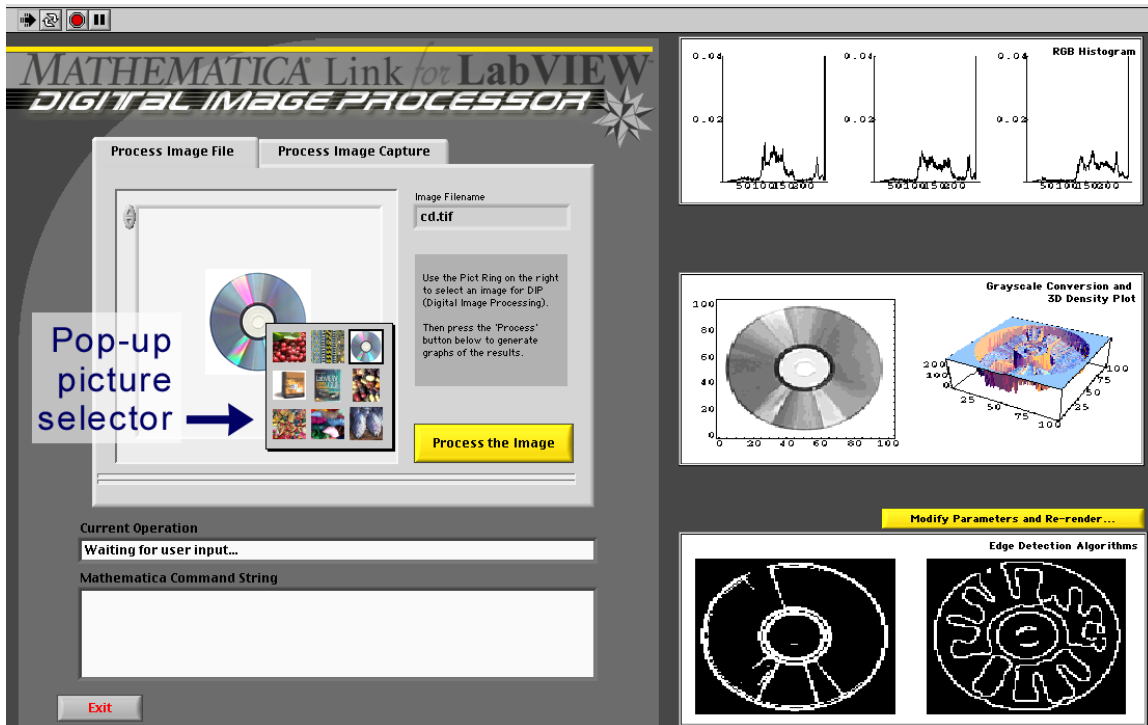 MATHEMATICA® Link for LabVIEW™
DIGITAL IMAGE PROCESSOR
Process Image File
Process Image Capture
Image Filename
cd.tif
Use the Pict Ring on the right
to select an image for DIP
(Digital Image Processing).
Then press the 'Process'
button below to generate
graphs of the results.
Pop-up
picture
selector
Process the Image
Current Operation
Waiting for user input...
Mathematica Command String
Exit
RGB Histogram
0.04
0.02
50100150200
0.04
0.02
50100150200
0.04
0.02
50100150200
Grayscale Conversion and
3D Density Plot
100
80
60
40
20
0
0 20 40 60 80 100
200
100
0
25
50
75
100
25
50
75
100
Modify Parameters and Re-render...
Edge Detection Algorithms